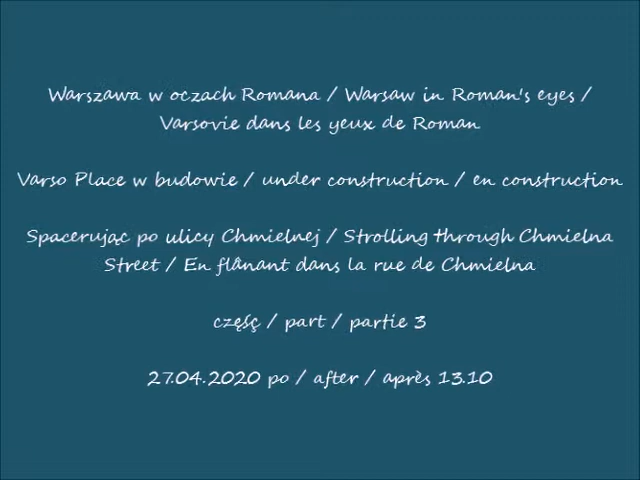 Warszawa w oczach Romana / Warsaw in Roman's eyes /
Varsovie dans les yeux de Roman
Varso Place w budowie / under construction / en construction
Spacerując po ulicy Chmielnej / Strolling through Chmielna
Street / En flânant dans la rue de Chmielna
część / part / partie 3
27.04.2020 po / after / après 13.10